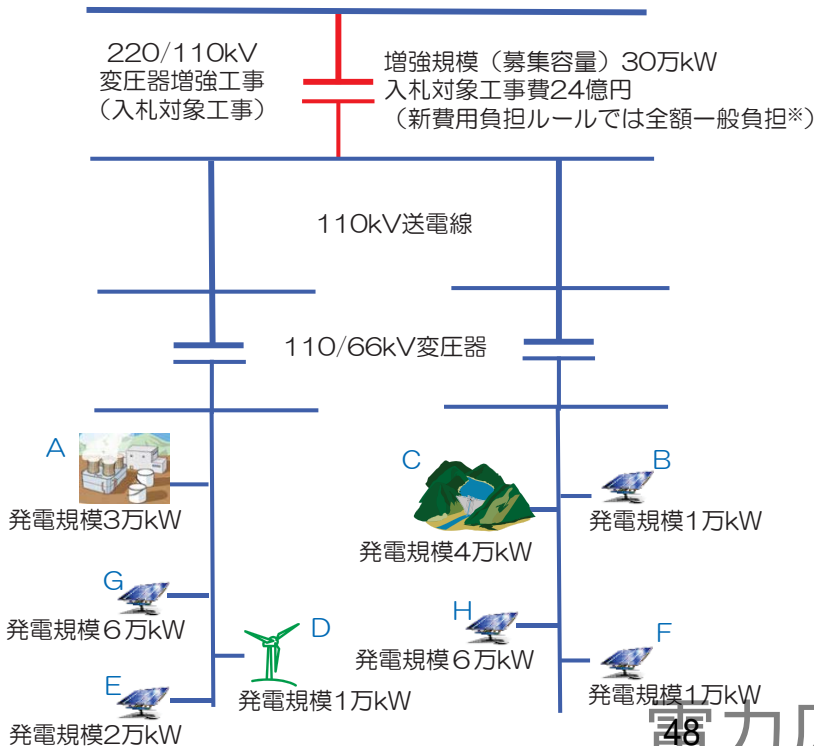 220/110kV
変圧器増強工事
（入札対象工事）
増強規模（募集容量）30万kW
入札対象工事費24億円
（新費用負担ルールでは全額一般負担※）
110kV送電線
110/66kV変圧器
A
発電規模3万kW
C
発電規模4万kW
B
発電規模1万kW
G
発電規模６万kW
D
発電規模1万kW
H
発電規模６万kW
F
発電規模1万kW
E
発電規模2万kW
48
電力広